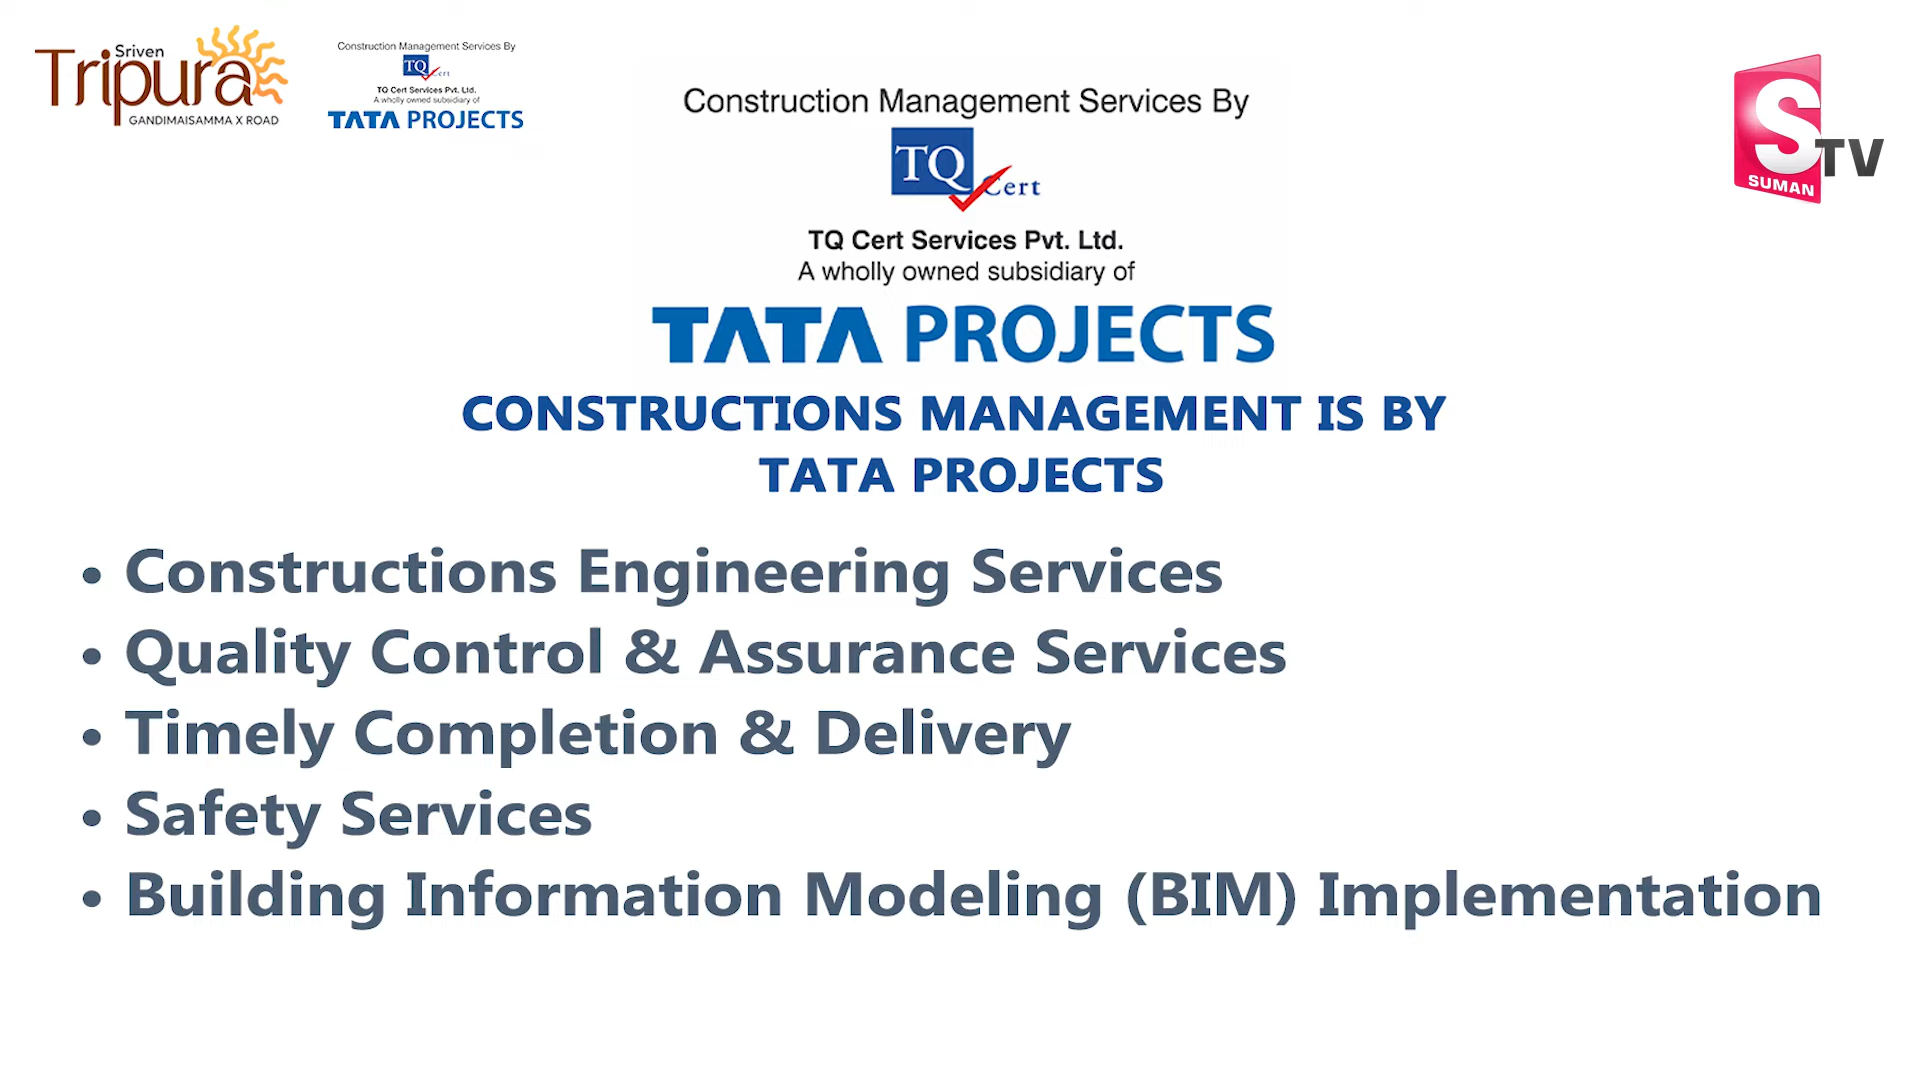 Sriven
Tripura
GANDIMAISAMMA X ROAD
Construction Management Services By
TQ Cert
TQ Cert Services Pvt. Ltd.
A wholly owned subsidiary of
TATA PROJECTS
Construction Management Services By
TQ Cert
TQ Cert Services Pvt. Ltd.
A wholly owned subsidiary of
TATA PROJECTS
S TV
SUMAN
CONSTRUCTIONS MANAGEMENT IS BY
TATA PROJECTS
• Constructions Engineering Services
• Quality Control & Assurance Services
• Timely Completion & Delivery
• Safety Services
• Building Information Modeling (BIM) Implementation